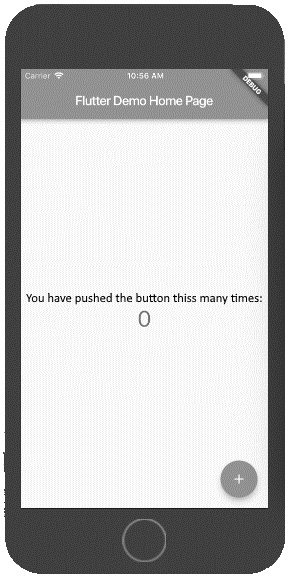 Carrier 10:56 AM
DEBUG
Flutter Demo Home Page
You have pushed the button thiss many times:
0
+